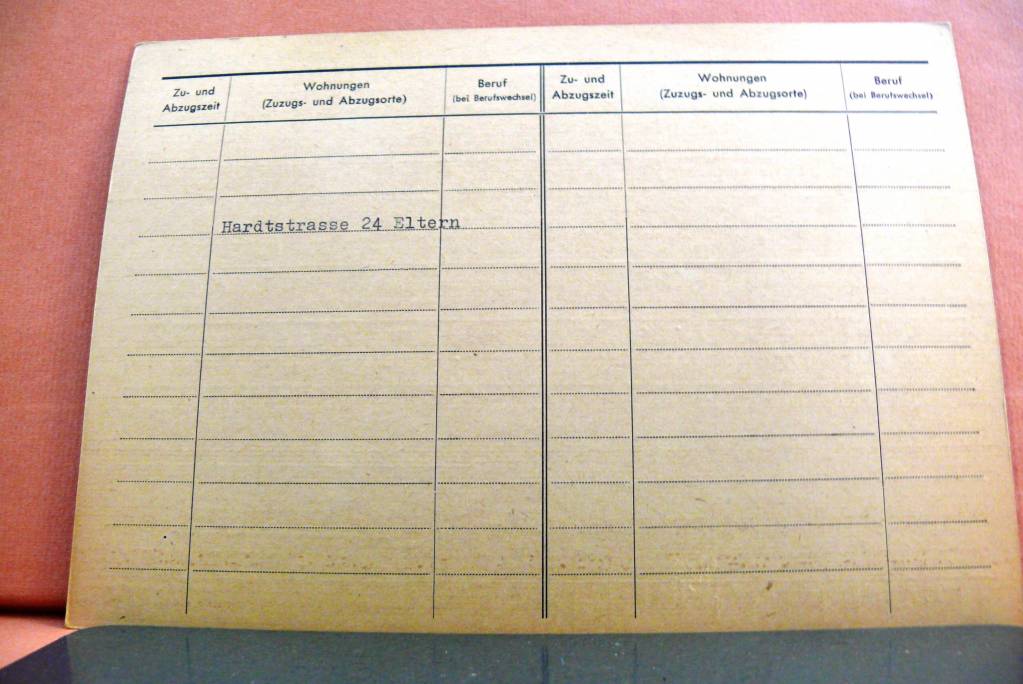 Zu- und Abzugszeit
Wohnungen
(Zuzugs- und Abzugsorte)
Beruf
(bei Berufswechsel)
Zu- und Abzugszeit
Wohnungen
(Zuzugs- und Abzugsorte)
Beruf
(bei Berufswechsel)
Hardtstrasse 24 Eltern